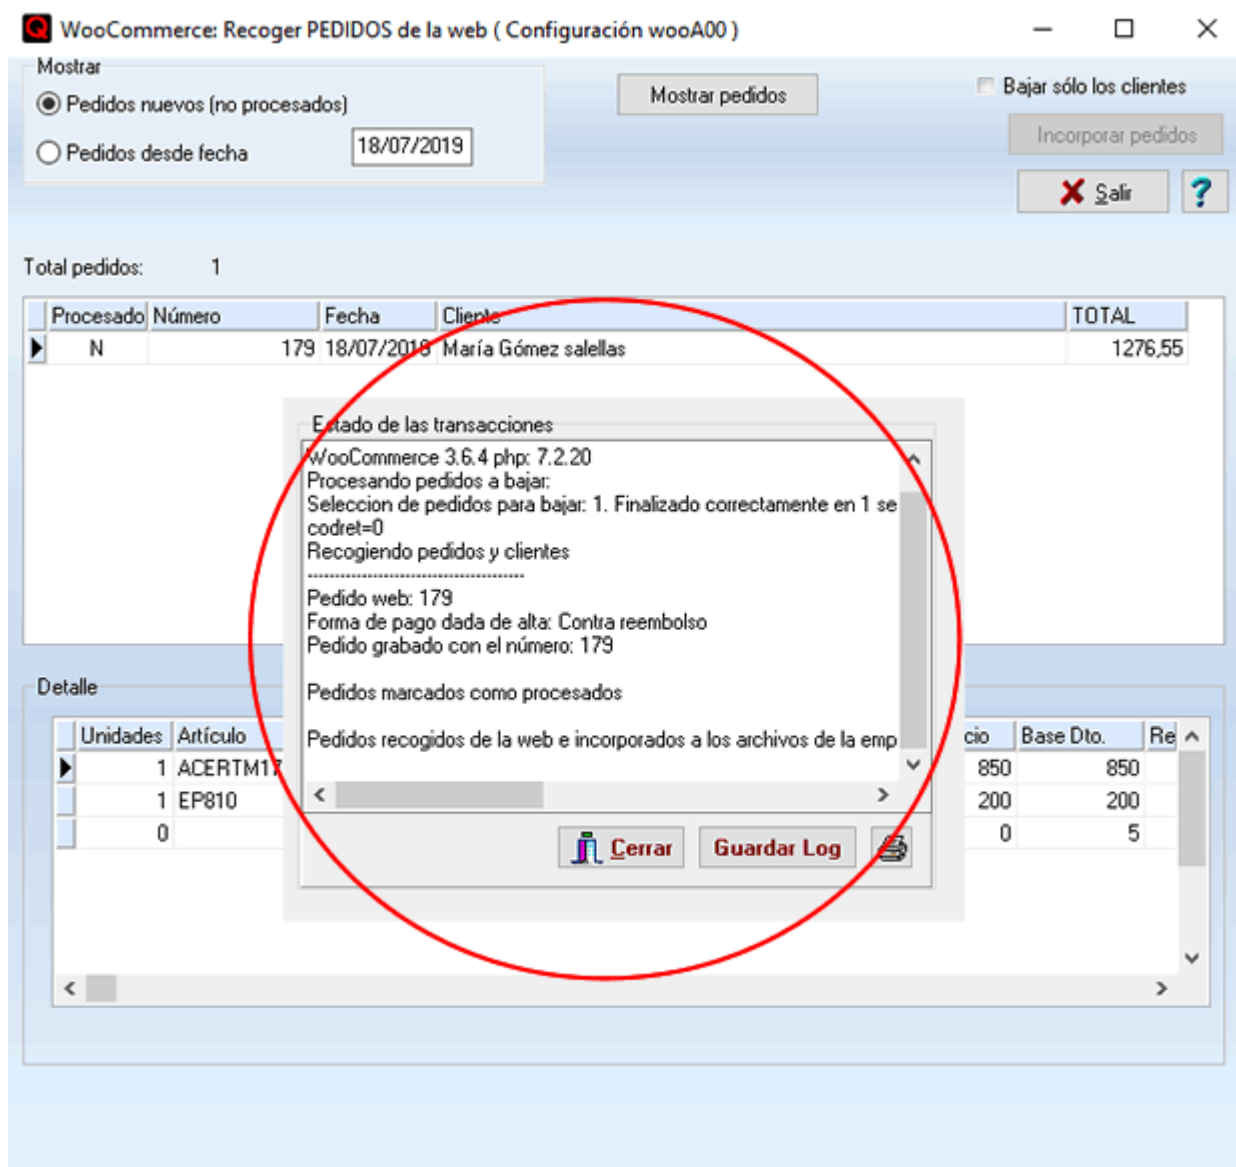 WooCommerce: Recoger PEDIDOS de la web ( Configuración wooA00 )
Mostrar
Pedidos nuevos (no procesados)
Pedidos desde fecha 18/07/2019
Mostrar pedidos
Bajar sólo los clientes
Incorporar pedidos
Salir ?
Total pedidos: 1
Procesado Número Fecha Cliente TOTAL
N 179 18/07/2019 María Gómez salellas 1276,55
Estado de las transacciones
WooCommerce 3.6.4 php: 7.2.20
Procesando pedidos a bajar:
Seleccion de pedidos para bajar: 1. Finalizado correctamente en 1 se
codret=0
Recogiendo pedidos y clientes
----------------------------------------
Pedido web: 179
Forma de pago dada de alta: Contra reembolso
Pedido grabado con el número: 179
Pedidos marcados como procesados
Pedidos recogidos de la web e incorporados a los archivos de la emp
Cerrar Guardar Log
Detalle
Unidades Artículo cio Base Dto. Re
1 ACERTM17 850 850
1 EP810 200 200
0 0 5